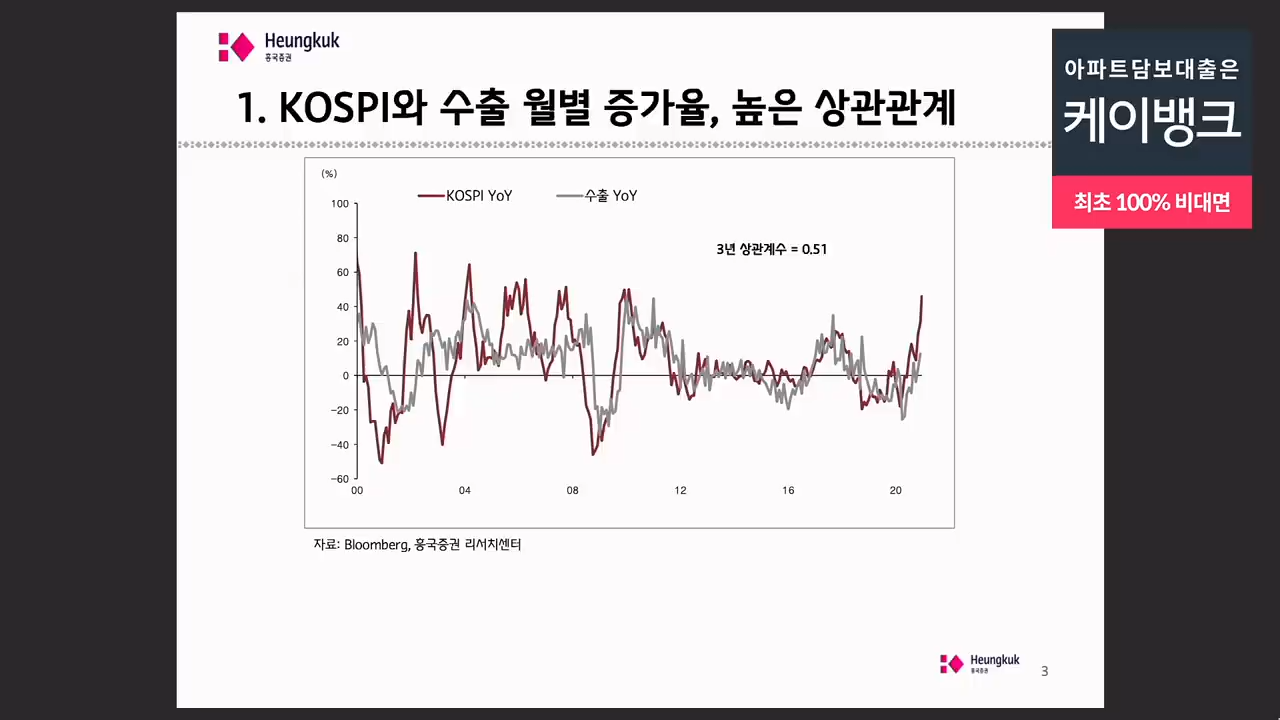 Heungkuk
흥국증권
1. KOSPI와 수출 월별 증가율, 높은 상관관계
아파트담보대출은
케이뱅크
최초 100% 비대면
(%)
KOSPI YoY 수출 YoY
3년 상관계수 = 0.51
100
80
60
40
20
0
−20
−40
−60
00 04 08 12 16 20
자료: Bloomberg, 흥국증권 리서치센터
Heungkuk
흥국증권
3